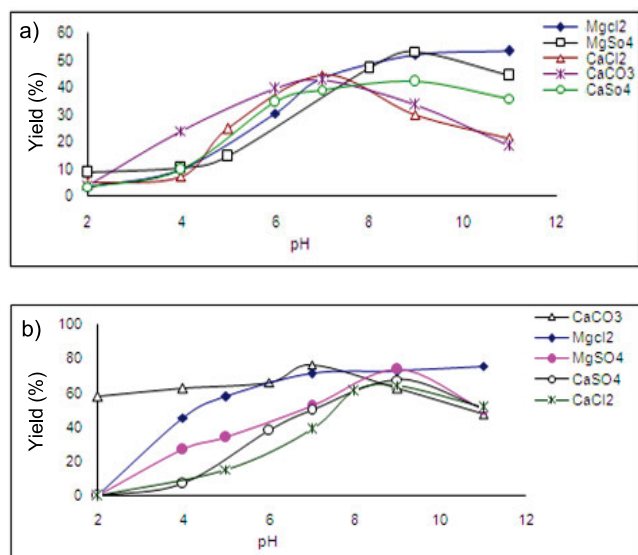 a)
Mgcl2
MgSo4
CaCl2
CaCO3
CaSo4
Yield (%)
60
50
40
30
20
10
0
2 4 6 8 10 12
pH
b)
CaCO3
Mgcl2
MgSO4
CaSO4
CaCl2
Yield (%)
100
80
60
40
20
0
2 4 6 8 10 12
pH